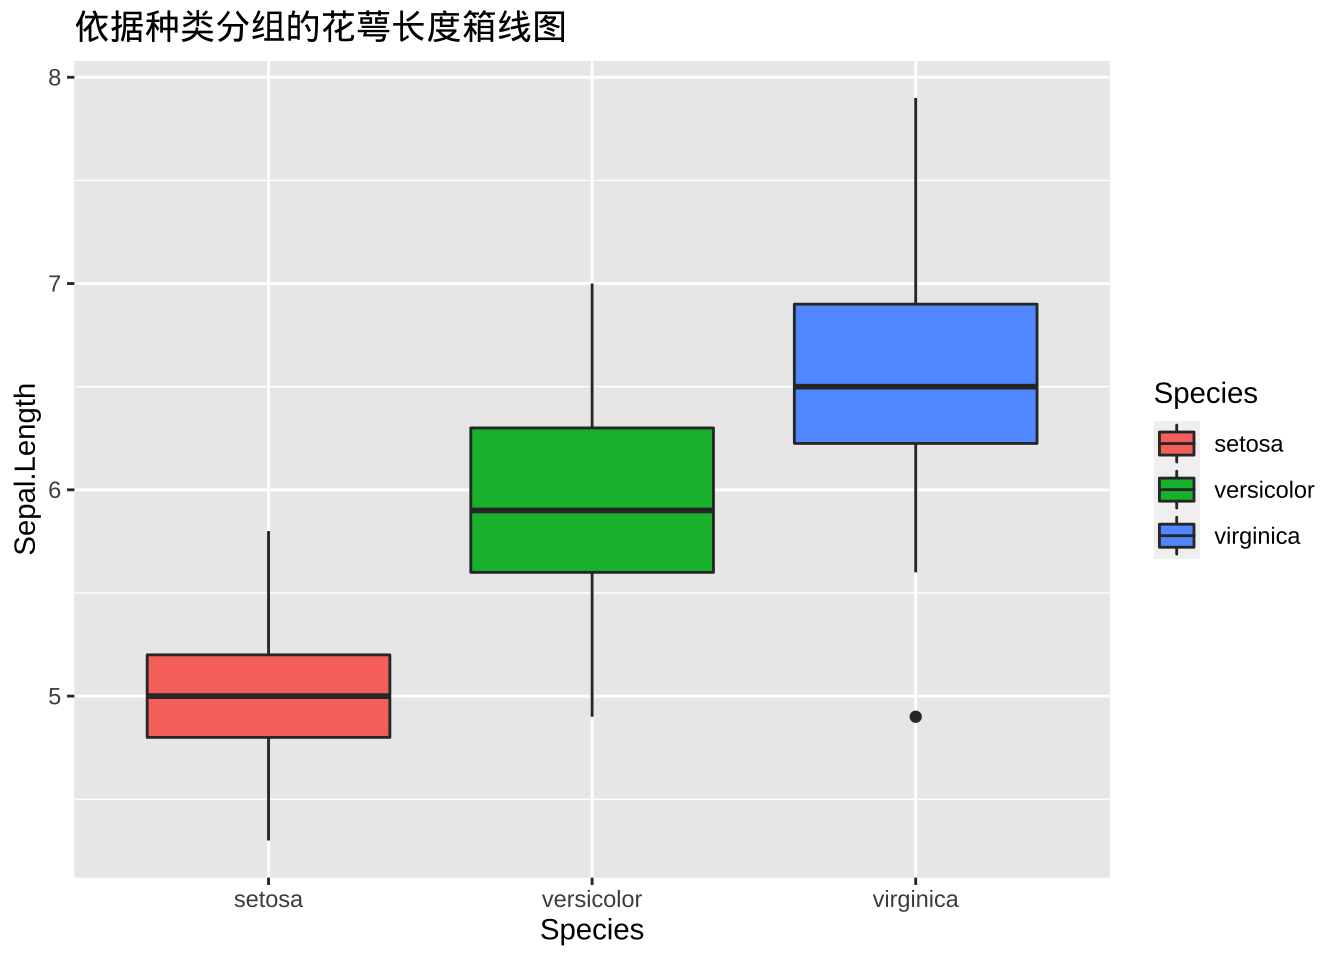 依据种类分组的花萼长度箱线图
8
7
6
5
Sepal.Length
setosa
versicolor
virginica
Species
Species
setosa
versicolor
virginica